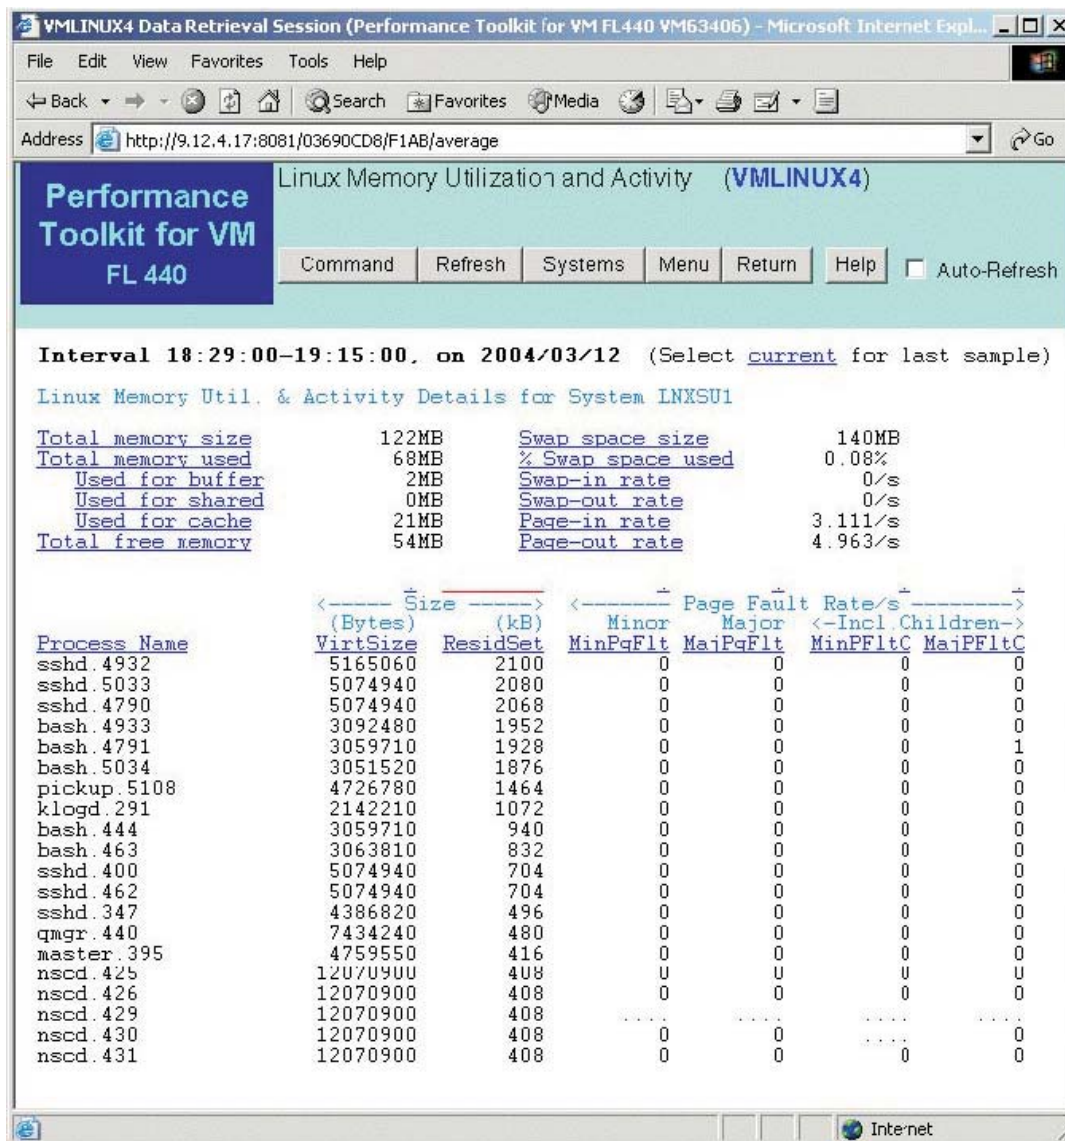 VMLINUX4 Data Retrieval Session (Performance Toolkit for VM FL440 VM63406) - Microsoft Internet Expl...
File Edit View Favorites Tools Help
Back Search Favorites Media
Address http://9.12.4.17:8081/03690CD8/F1AB/average Go
Performance
Toolkit for VM
FL 440
Linux Memory Utilization and Activity (VMLINUX4)
Command Refresh Systems Menu Return Help Auto-Refresh
Interval 18:29:00-19:15:00, on 2004/03/12 (Select current for last sample)
Linux Memory Util. & Activity Details for System LNXSU1
Total memory size 122MB Swap space size 140MB
Total memory used 68MB % Swap space used 0.08%
Used for buffer 2MB Swap-in rate 0/s
Used for shared 0MB Swap-out rate 0/s
Used for cache 21MB Page-in rate 3.111/s
Total free memory 54MB Page-out rate 4.963/s
<----- Size -----> <------- Page Fault Rate/s -------->
(Bytes) (kB) Minor Major <-Incl.Children->
Process Name VirtSize ResidSet MinPgFlt MajPgFlt MinPFltC MajPFltC
sshd.4932 5165060 2100 0 0 0 0
sshd.5033 5074940 2080 0 0 0 0
sshd.4790 5074940 2068 0 0 0 0
bash.4933 3092480 1952 0 0 0 0
bash.4791 3059710 1928 0 0 0 1
bash.5034 3051520 1876 0 0 0 0
pickup.5108 4726780 1464 0 0 0 0
klogd.291 2142210 1072 0 0 0 0
bash.444 3059710 940 0 0 0 0
bash.463 3063810 832 0 0 0 0
sshd.400 5074940 704 0 0 0 0
sshd.462 5074940 704 0 0 0 0
sshd.347 4386820 496 0 0 0 0
qmgr.440 7434240 480 0 0 0 0
master.395 4759550 416 0 0 0 0
nscd.425 12070900 408 0 0 0 0
nscd.426 12070900 408 0 0 0 0
nscd.429 12070900 408 .... .... .... ....
nscd.430 12070900 408 0 0 .... 0
nscd.431 12070900 408 0 0 0 0
Internet